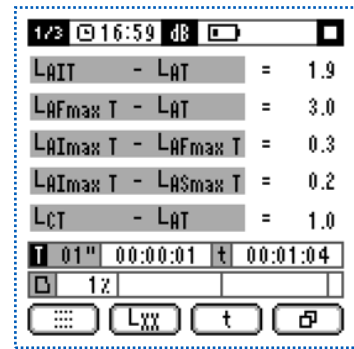 1/3 16:59 dB
LAIT - LAT = 1.9
LAFmax T - LAT = 3.0
LAImax T - LAFmax T = 0.3
LAImax T - LASmax T = 0.2
LCT - LAT = 1.0
T 01" 00:00:01 t 00:01:04
1%
LXX t